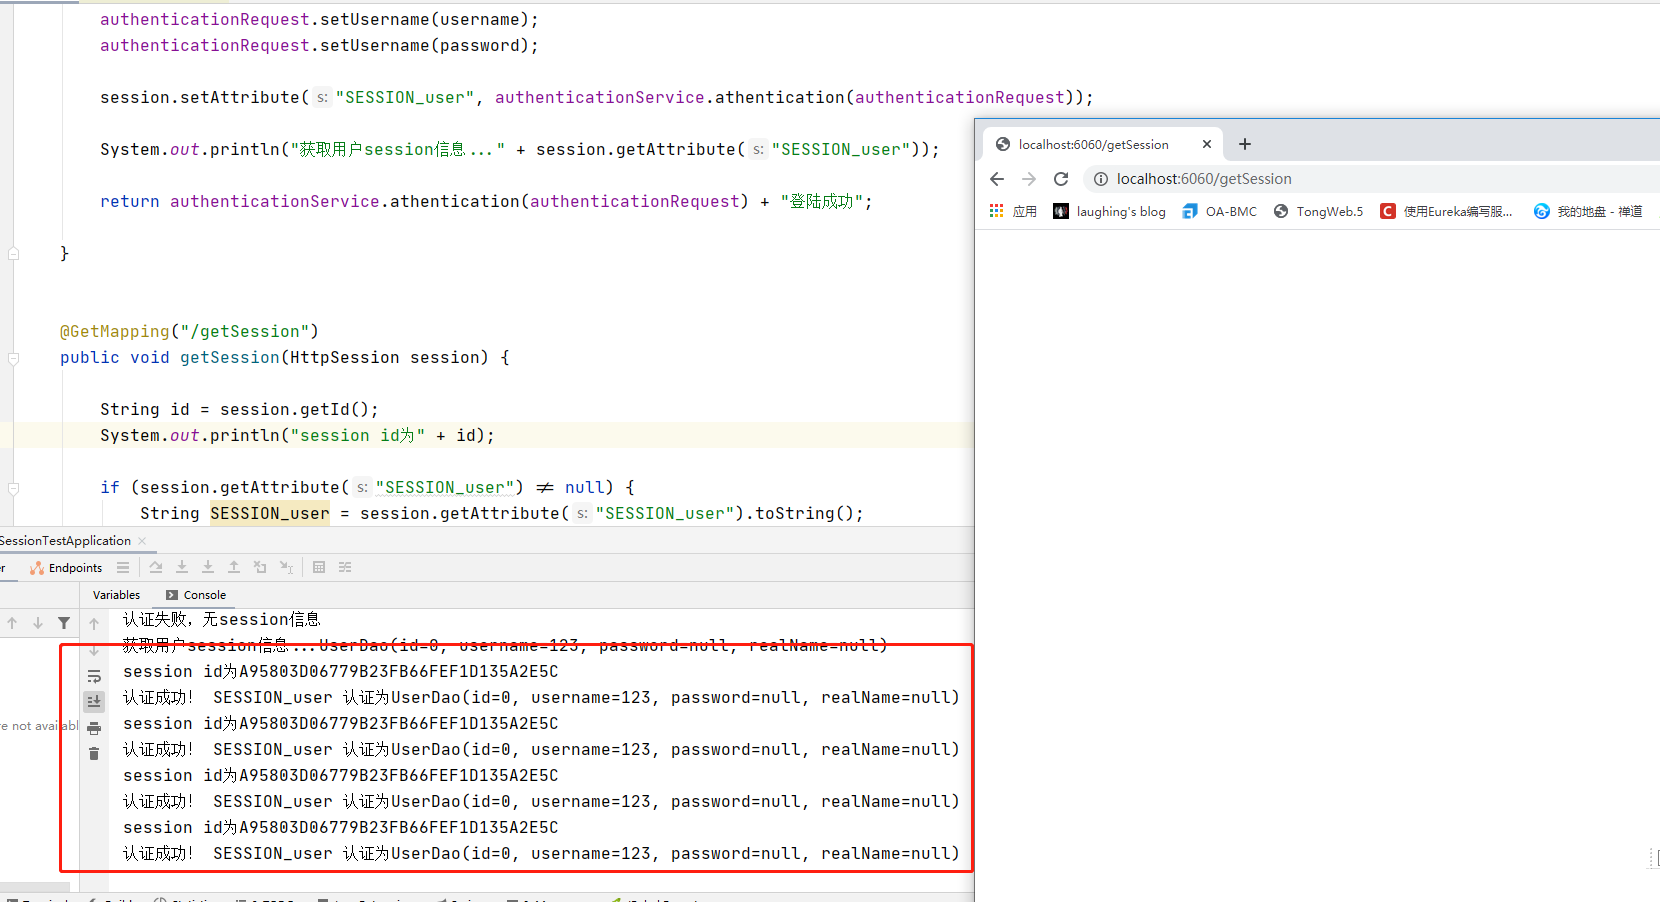 authenticationRequest.setUsername(username);
authenticationRequest.setUsername(password);
session.setAttribute( s: "SESSION_user", authenticationService.athentication(authenticationRequest));
System.out.println("获取用户session信息..." + session.getAttribute( s: "SESSION_user"));
return authenticationService.athentication(authenticationRequest) + "登陆成功";
}
@GetMapping("/getSession")
public void getSession(HttpSession session) {
String id = session.getId();
System.out.println("session id为" + id);
if (session.getAttribute( s: "SESSION_user") ≠ null) {
String SESSION_user = session.getAttribute( s: "SESSION_user").toString();
localhost:6060/getSession
localhost:6060/getSession
应用 laughing's blog OA-BMC TongWeb.5 使用Eureka编写服... 我的地盘 - 禅道
SessionTestApplication
Endpoints
Variables Console
认证失败，无session信息
获取用户session信息...UserDao(id=0, username=123, password=null, realName=null)
session id为A95803D06779B23FB66FEF1D135A2E5C
认证成功! SESSION_user 认证为UserDao(id=0, username=123, password=null, realName=null)
session id为A95803D06779B23FB66FEF1D135A2E5C
认证成功! SESSION_user 认证为UserDao(id=0, username=123, password=null, realName=null)
session id为A95803D06779B23FB66FEF1D135A2E5C
认证成功! SESSION_user 认证为UserDao(id=0, username=123, password=null, realName=null)
session id为A95803D06779B23FB66FEF1D135A2E5C
认证成功! SESSION_user 认证为UserDao(id=0, username=123, password=null, realName=null)
re not availabl